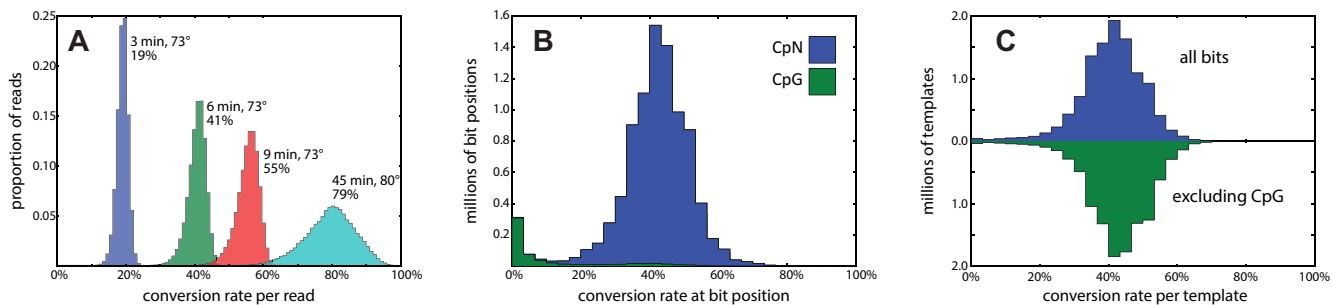 A
proportion of reads
0.25
0.20
0.15
0.10
0.05
3 min, 73°
19%
6 min, 73°
41%
9 min, 73°
55%
45 min, 80°
79%
0% 20% 40% 60% 80% 100%
conversion rate per read
B
millions of bit positions
1.6
1.4
1.2
1.0
0.8
0.6
0.4
0.2
CpN
CpG
0% 20% 40% 60% 80% 100%
conversion rate at bit position
C
millions of templates
2.0
1.0
0.0
1.0
2.0
all bits
excluding CpG
0% 20% 40% 60% 80% 100%
conversion rate per template